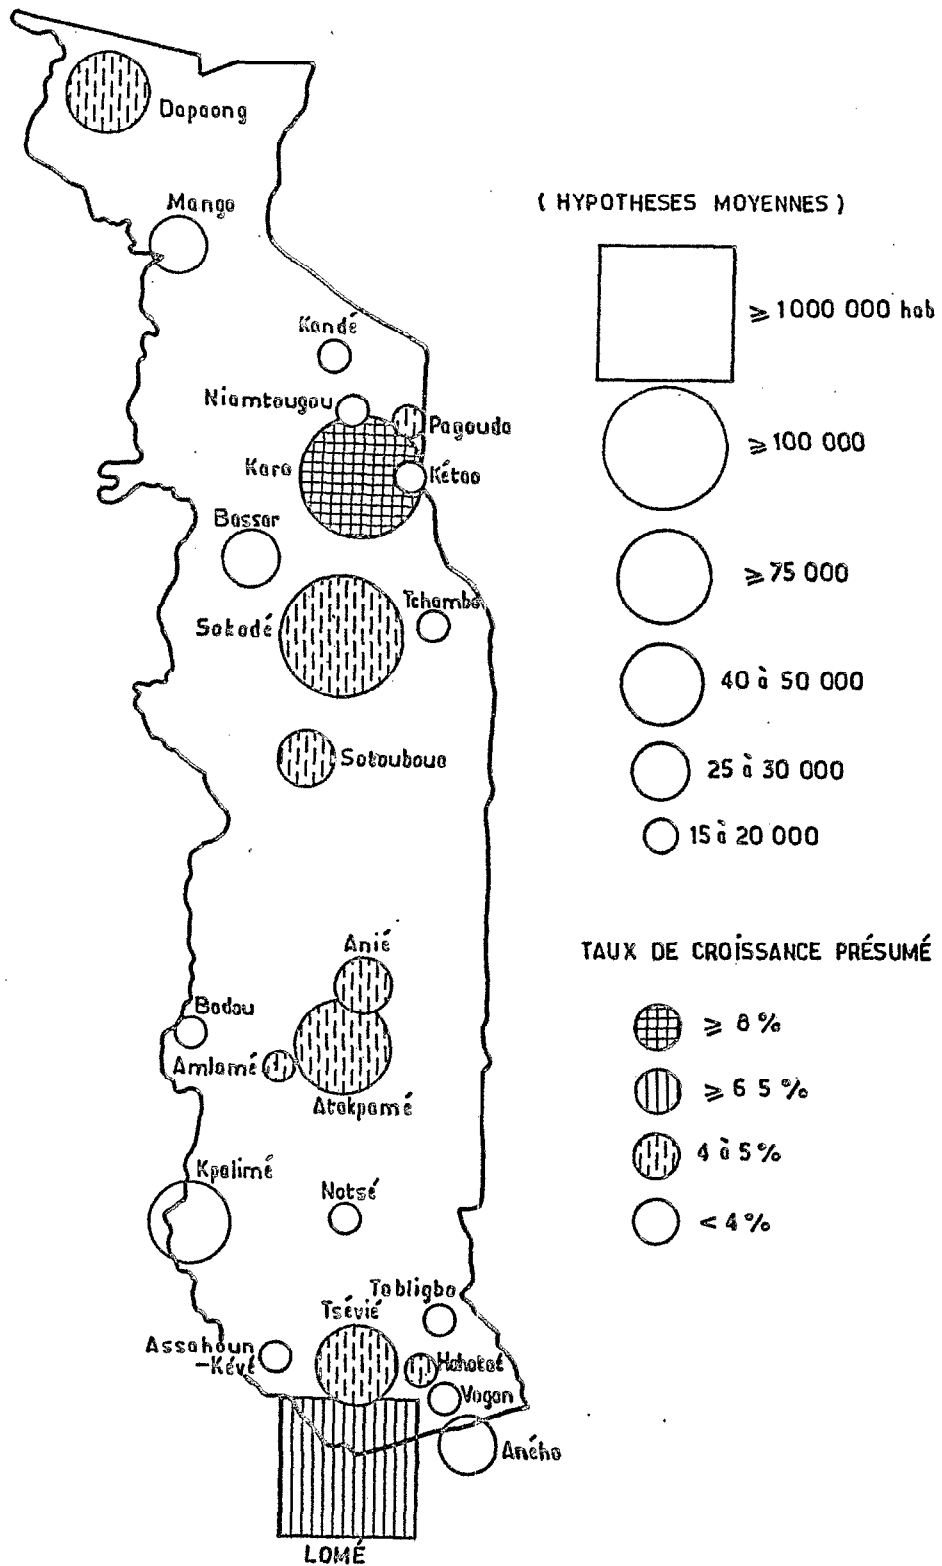 Dapaong
Mango
Kandé
Niamtougou
Pagouda
Kara
Kétao
Bassar
Tchamba
Sokodé
Sotouboua
Anié
Badou
Amlamé
Atakpamé
Kpalimé
Notsé
Tabligbo
Tsévié
Assahoun
-Kévé
Vogan
Aného
LOMÉ
( HYPOTHESES MOYENNES )
≥ 1000 000 hab
≥ 100 000
≥ 75 000
40 à 50 000
25 à 30 000
15 à 20 000
TAUX DE CROISSANCE PRÉSUMÉ
≥ 8 %
≥ 6 5 %
4 à 5 %
< 4 %